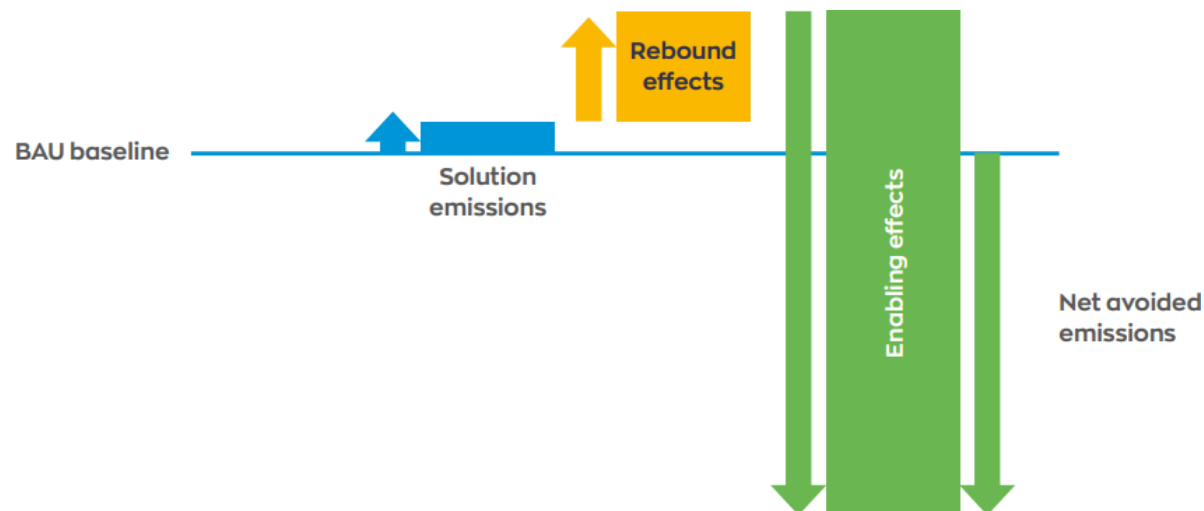 Rebound
effects
BAU baseline
Solution
emissions
Enabling effects
Net avoided
emissions